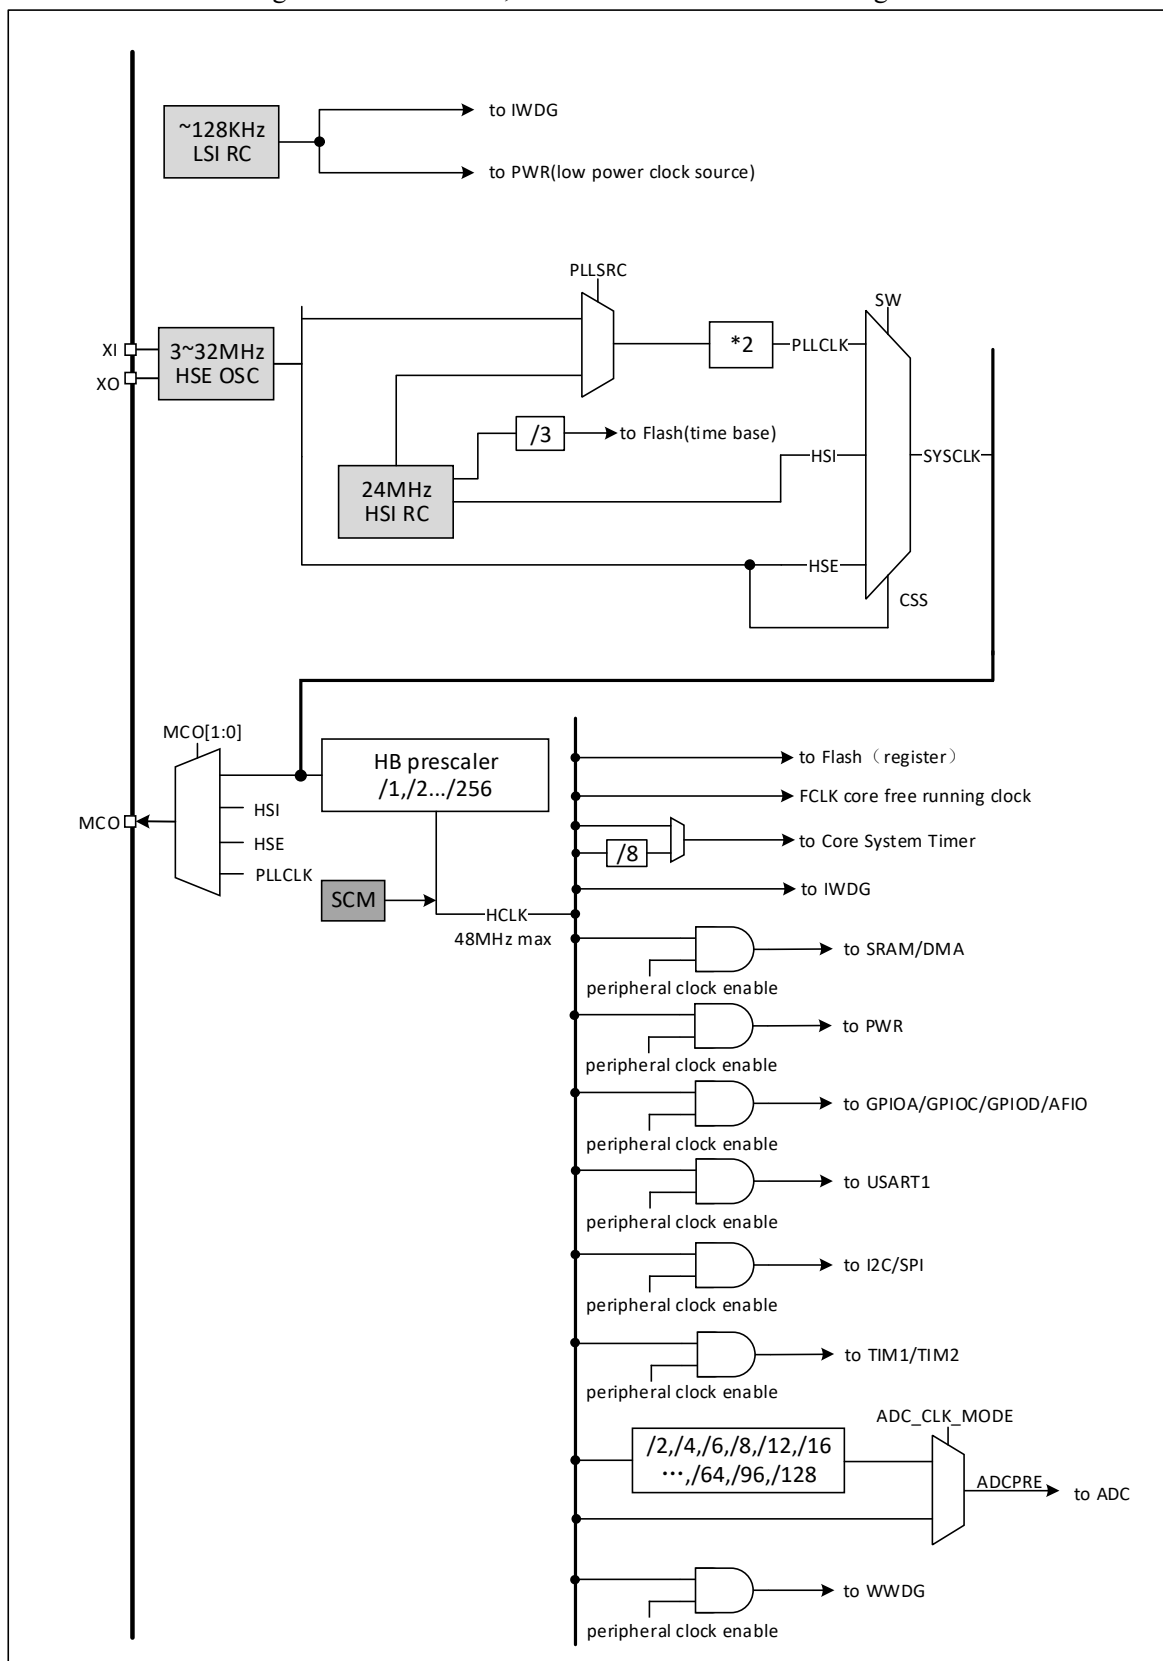 ~128KHz
LSI RC
to IWDG
to PWR(low power clock source)
PLLSRC
SW
XI
XO
3~32MHz
HSE OSC
*2
PLLCLK
/3
to Flash(time base)
24MHz
HSI RC
HSI
SYSCLK
HSE
CSS
MCO[1:0]
HB prescaler
/1,/2.../256
HSI
HSE
PLLCLK
MCO
SCM
HCLK
48MHz max
to Flash（register）
FCLK core free running clock
/8
to Core System Timer
to IWDG
to SRAM/DMA
peripheral clock enable
to PWR
peripheral clock enable
to GPIOA/GPIOC/GPIOD/AFIO
peripheral clock enable
to USART1
peripheral clock enable
to I2C/SPI
peripheral clock enable
to TIM1/TIM2
peripheral clock enable
ADC_CLK_MODE
/2,/4,/6,/8,/12,/16
…,/64,/96,/128
ADCPRE
to ADC
to WWDG
peripheral clock enable